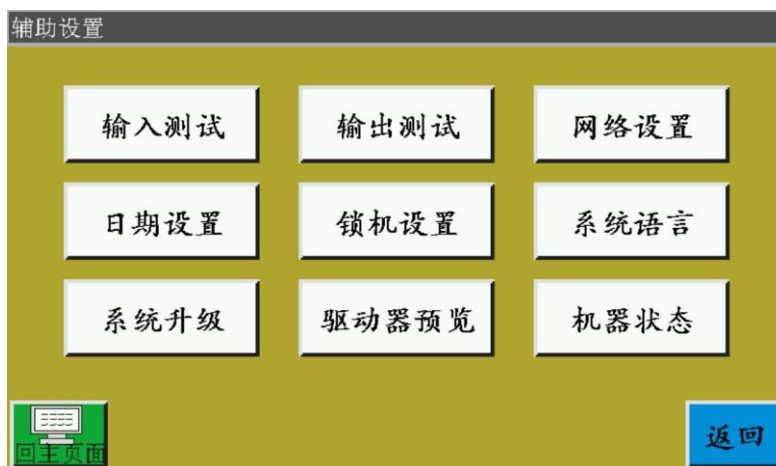 辅助设置
输入测试 输出测试 网络设置
日期设置 锁机设置 系统语言
系统升级 驱动器预览 机器状态
回主页面 返回